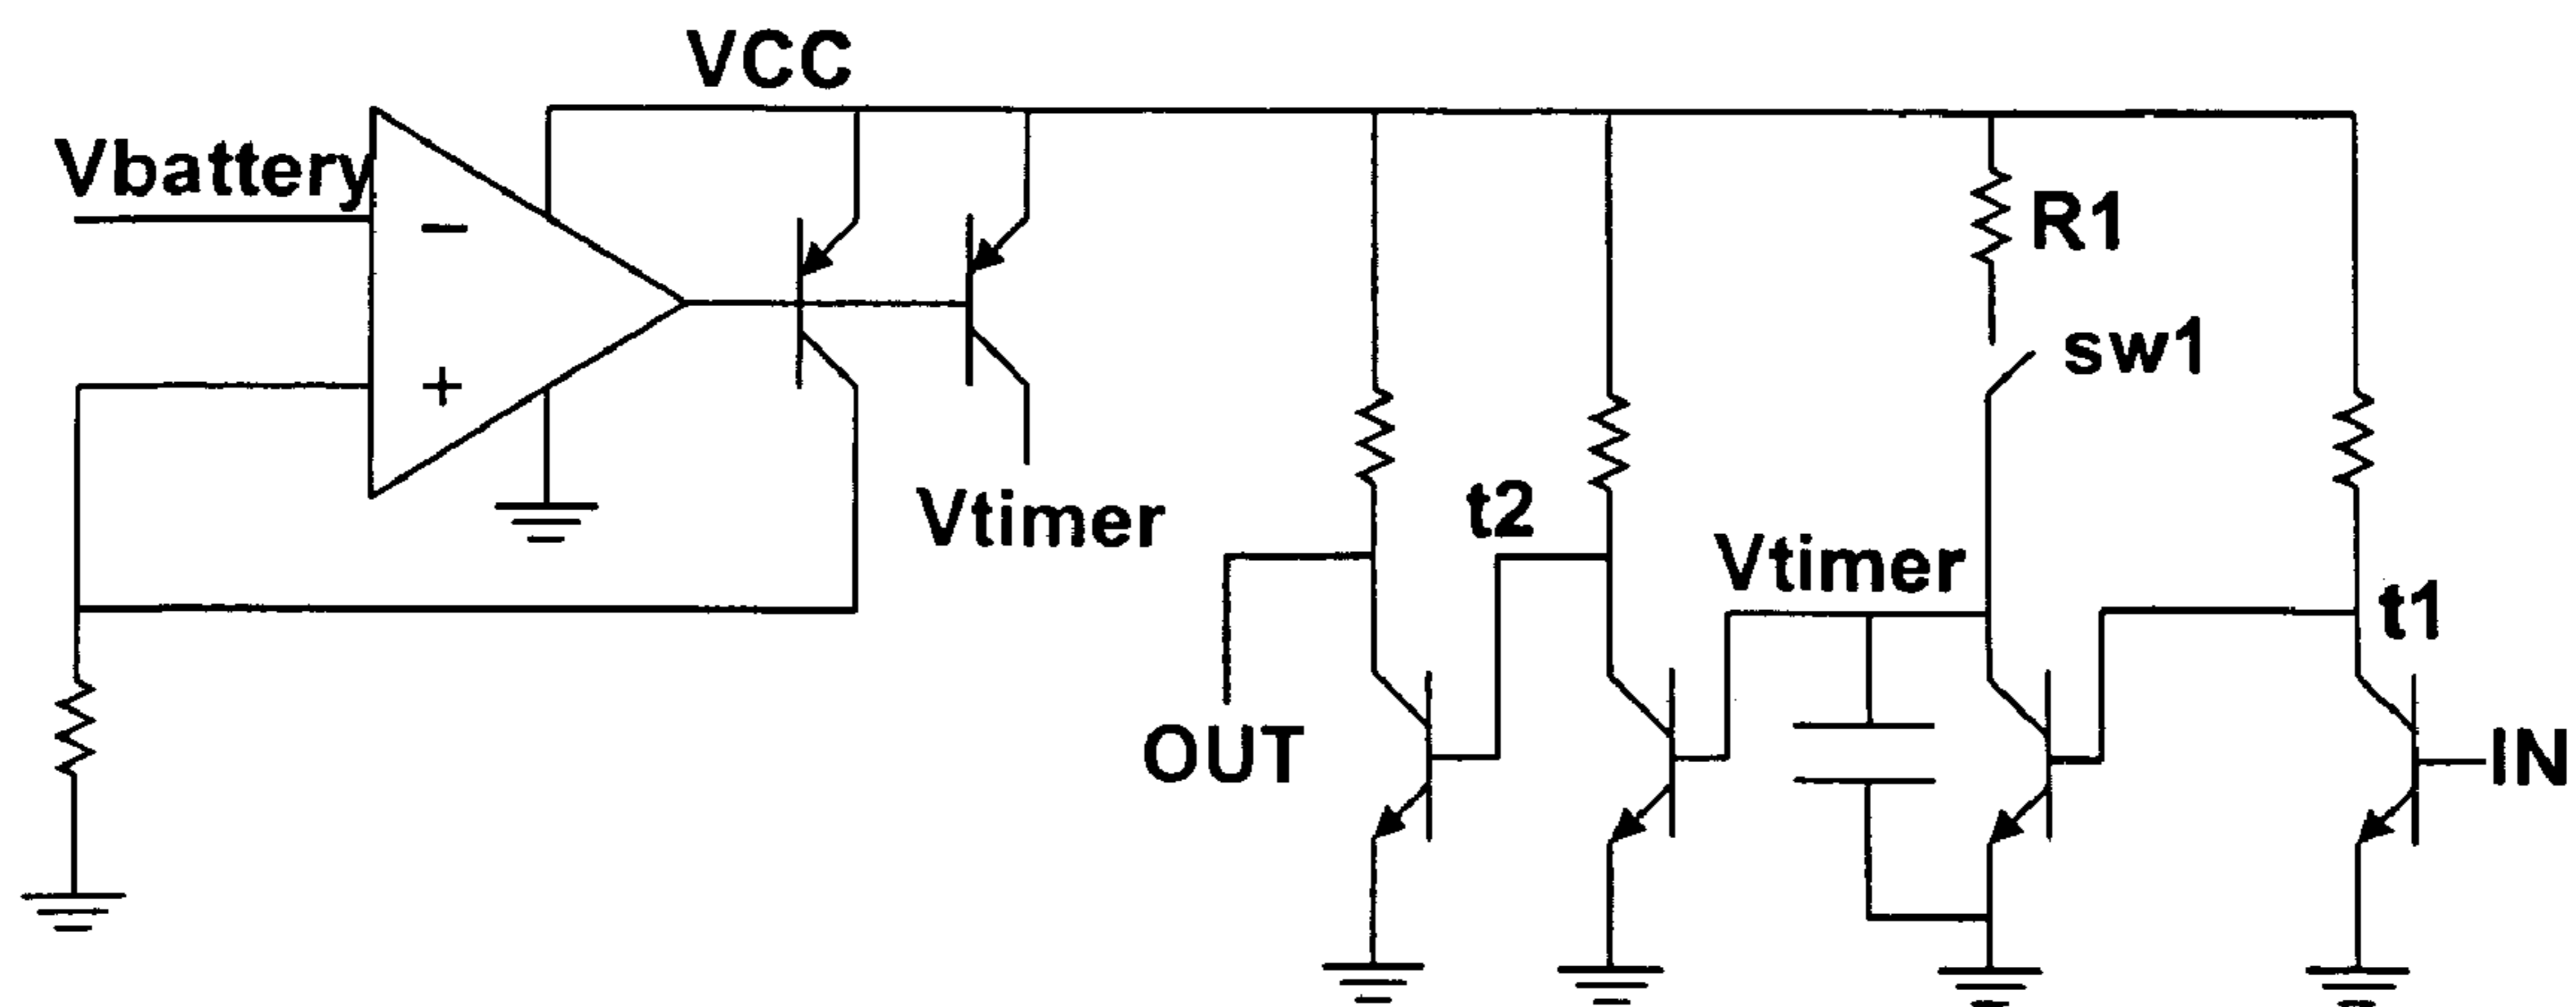 VCC
Vbattery
−
+
R1
sw1
Vtimer
t2
Vtimer
t1
OUT
IN